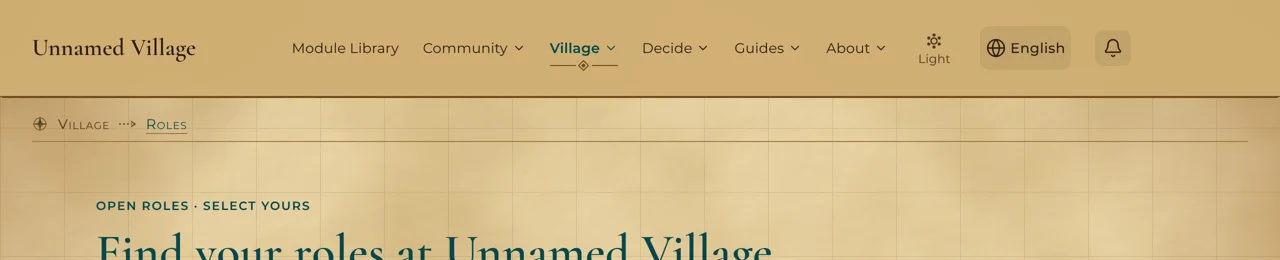 Unnamed Village
Module Library
Community
Village
Decide
Guides
About
Light
English
Village
Roles
OPEN ROLES · SELECT YOURS
Find your roles at Unnamed Village